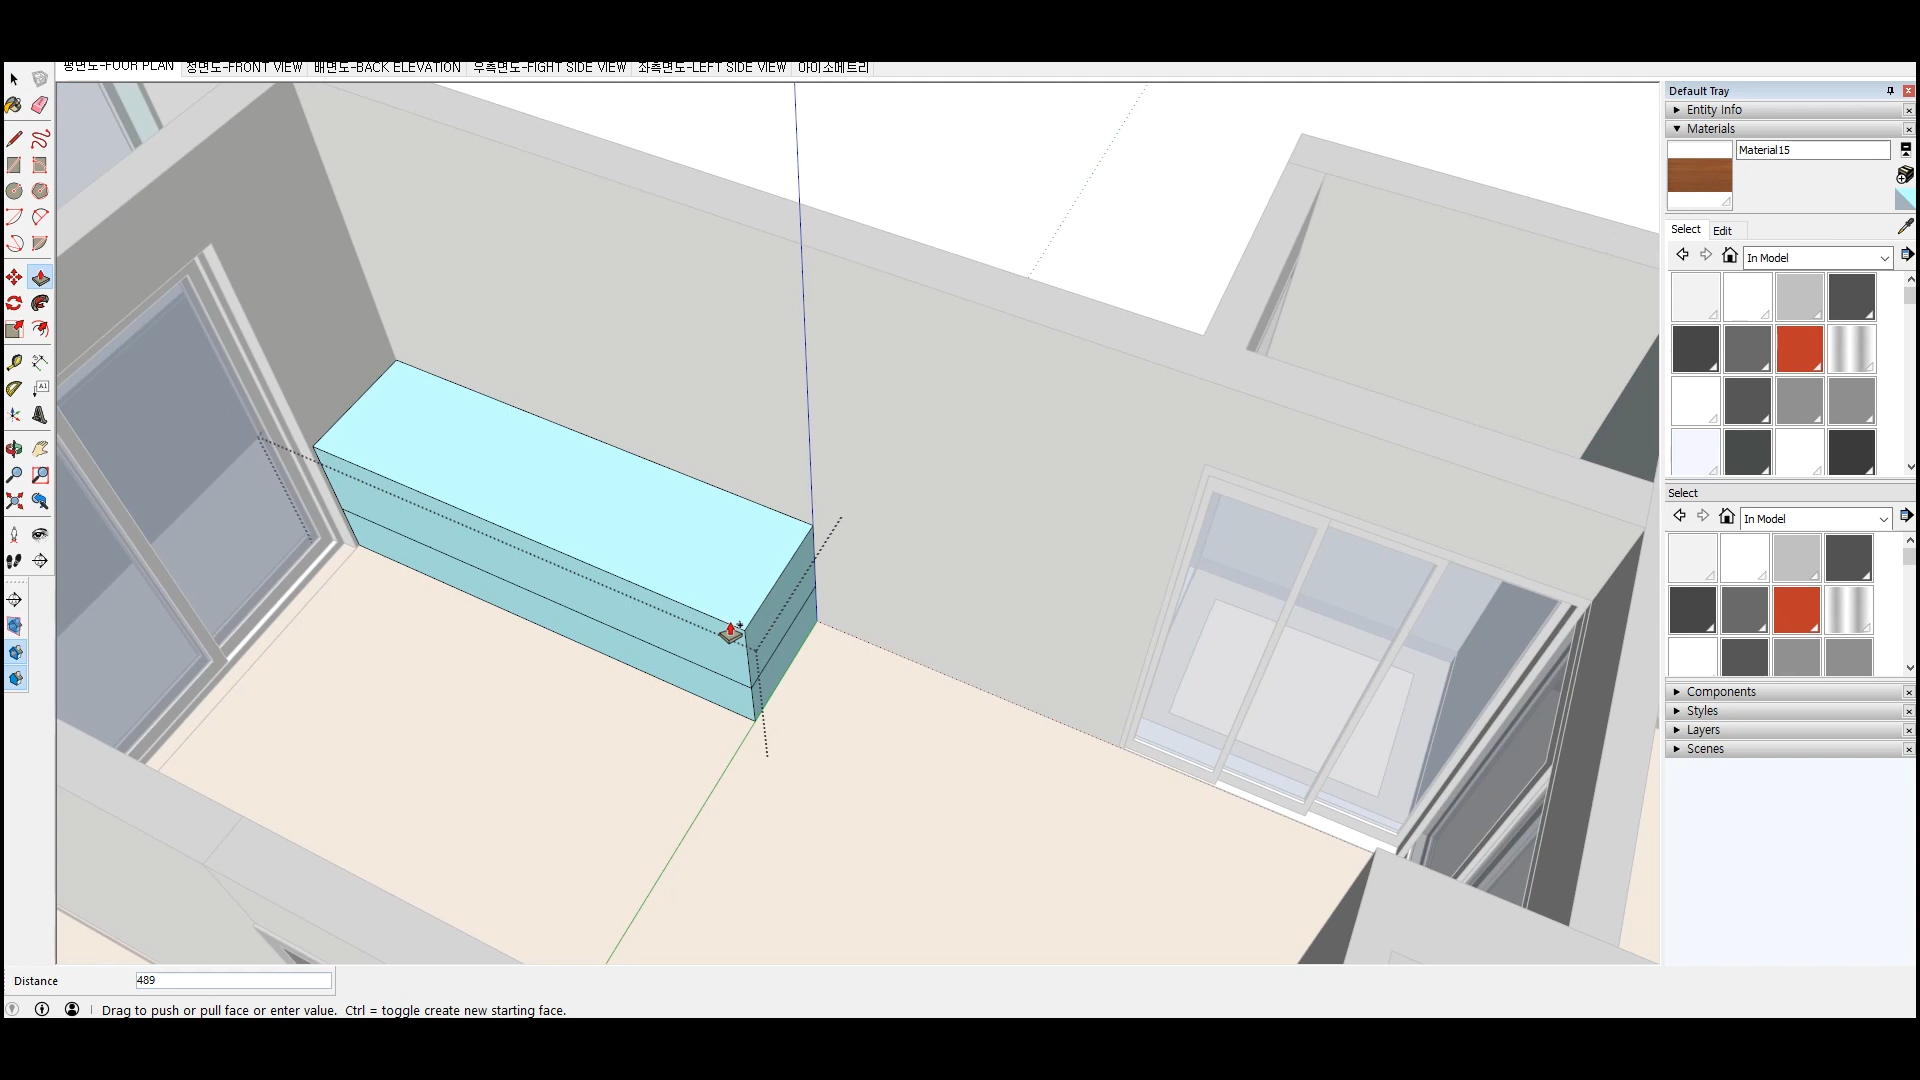 평면도-FOUR PLAN 정면도-FRONT VIEW 배면도-BACK ELEVATION 우측면도-FIGHT SIDE VIEW 좌측면도-LEFT SIDE VIEW 아이소메트리
Default Tray
Entity Info
Materials
Material15
Select Edit
In Model
A1
Select
In Model
Components
Styles
Layers
Scenes
Distance 489
Drag to push or pull face or enter value. Ctrl = toggle create new starting face.